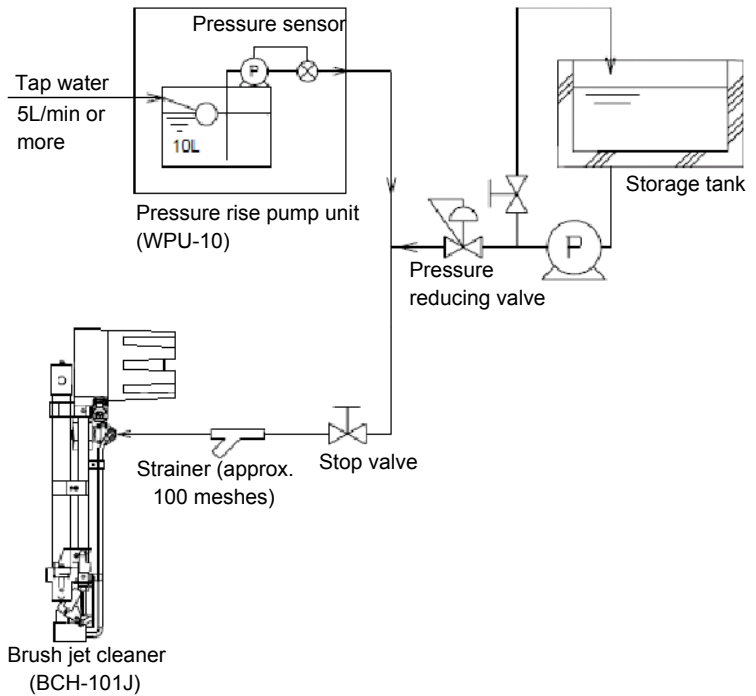 Pressure sensor
P
Tap water
5L/min or
more
10L
Pressure rise pump unit
(WPU-10)
Storage tank
P
Pressure
reducing valve
Stop valve
Strainer (approx.
100 meshes)
Brush jet cleaner
(BCH-101J)